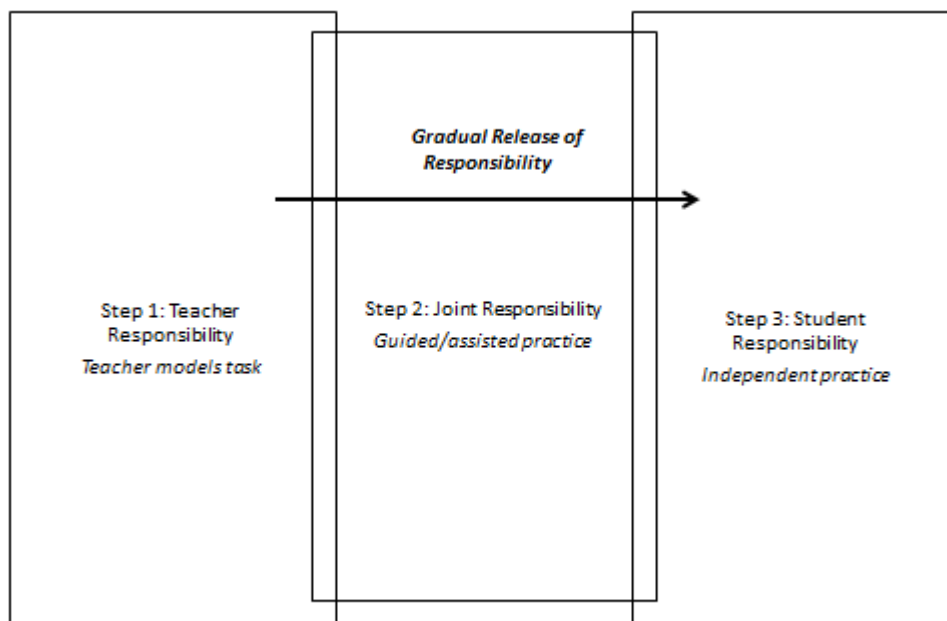 Gradual Release of
Responsibility
Step 1: Teacher
Responsibility
Teacher models task
Step 2: Joint Responsibility
Guided/assisted practice
Step 3: Student
Responsibility
Independent practice